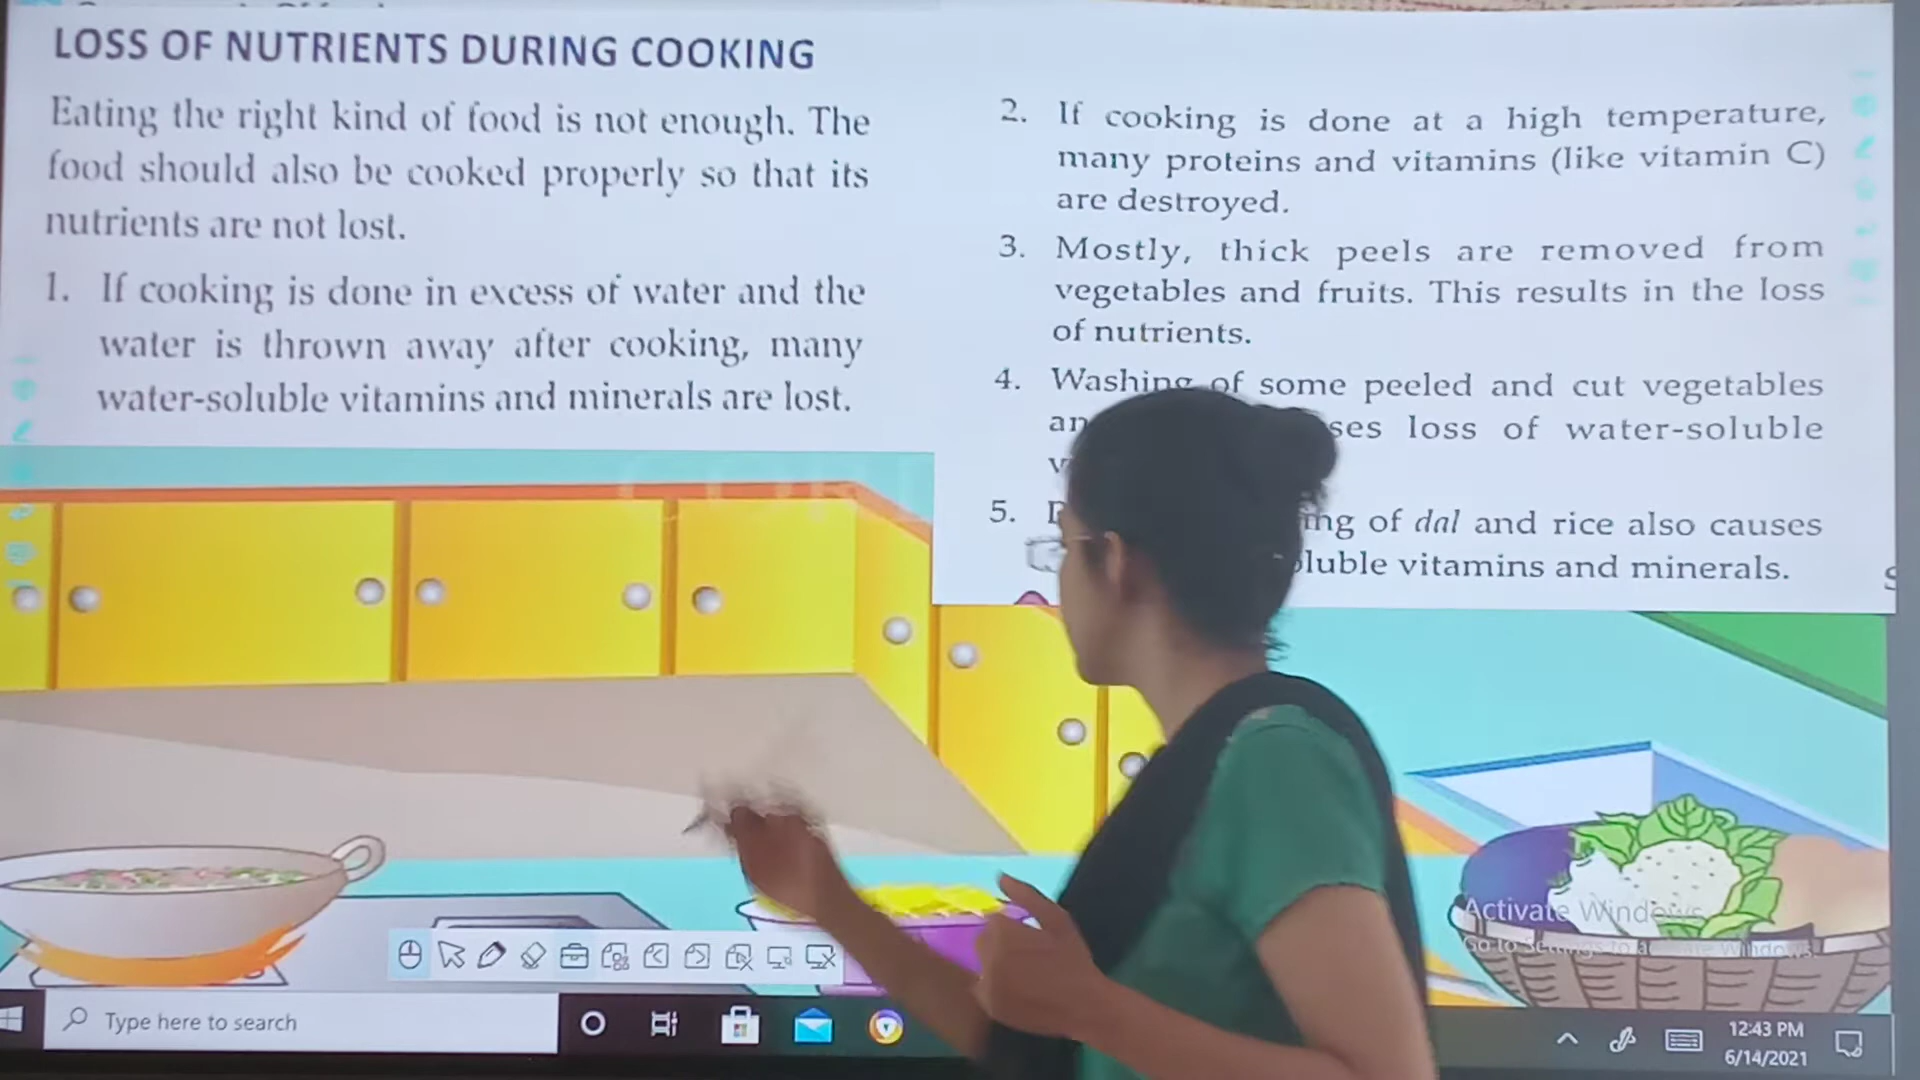 LOSS OF NUTRIENTS DURING COOKING
Eating the right kind of food is not enough. The
food should also be cooked properly so that its
nutrients are not lost.
1. If cooking is done in excess of water and the
water is thrown away after cooking, many
water-soluble vitamins and minerals are lost.
2. If cooking is done at a high temperature,
many proteins and vitamins (like vitamin C)
are destroyed.
3. Mostly, thick peels are removed from
vegetables and fruits. This results in the loss
of nutrients.
4. Washing of some peeled and cut vegetables
loss of water-soluble
5.
of dal and rice also causes
vitamins and minerals.
Activate Windows
Go to Settings to activate Windows.
Type here to search
12:43 PM
6/14/2021